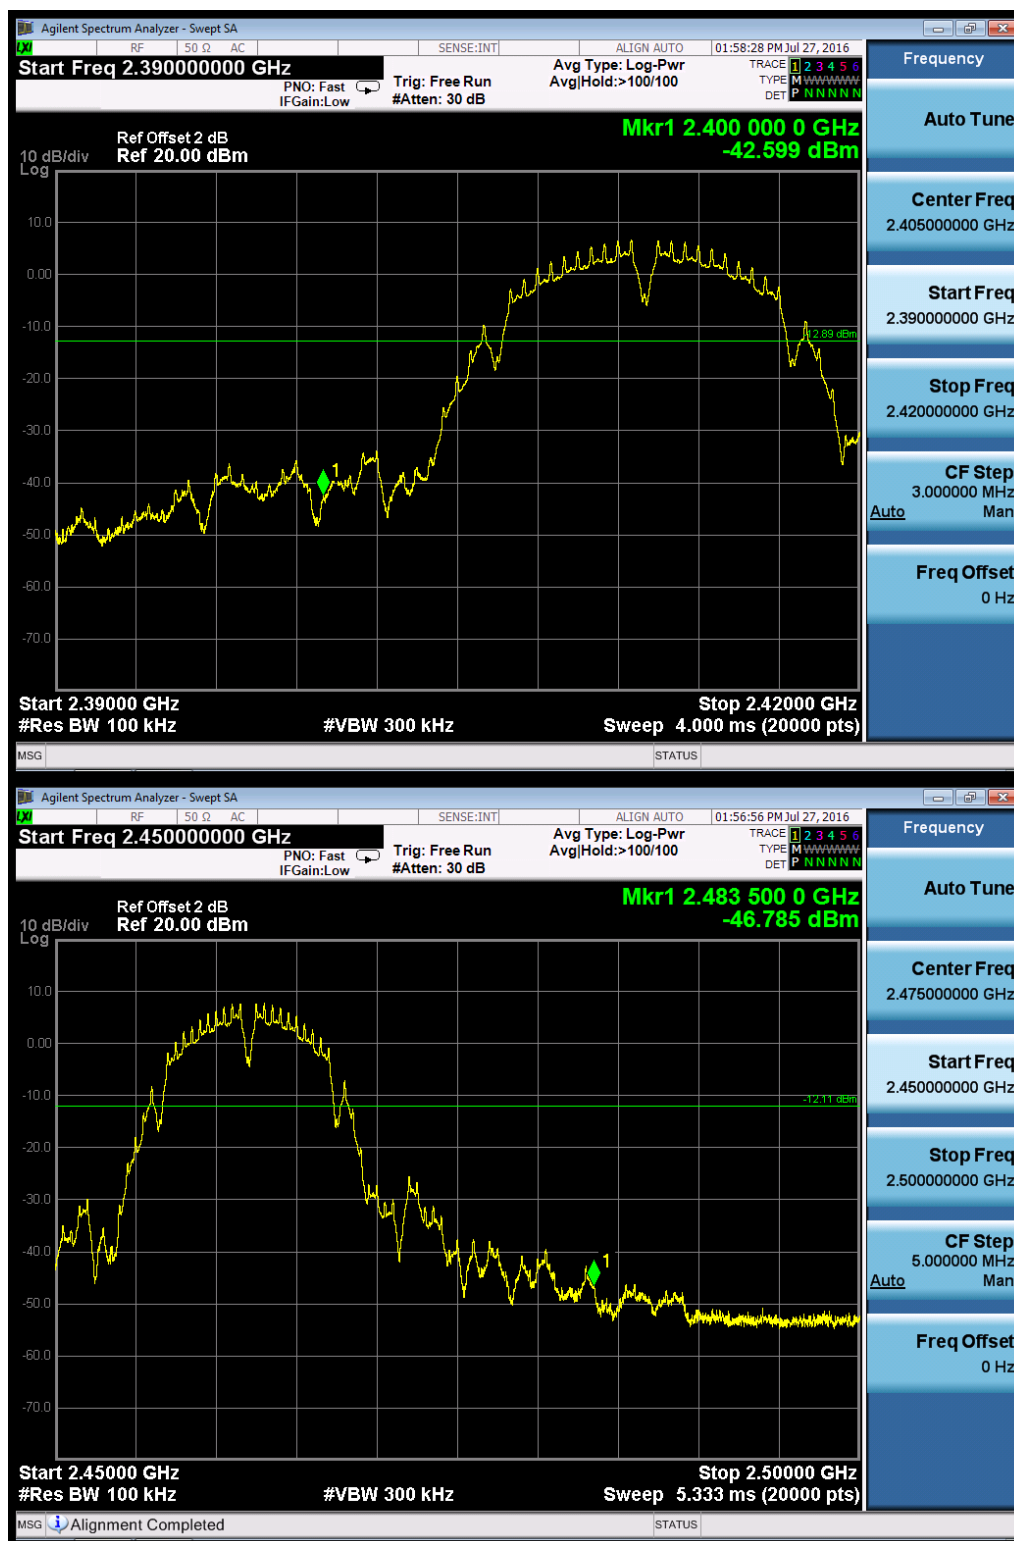 Agilent Spectrum Analyzer - Swept SA
LXI RF 50 Ω AC SENSE:INT ALIGN AUTO 01:58:28 PM Jul 27, 2016
Start Freq 2.390000000 GHz
PNO: Fast
IFGain:Low
Trig: Free Run
#Atten: 30 dB
Avg Type: Log-Pwr
Avg|Hold:>100/100
TRACE 1 2 3 4 5 6
TYPE M WWWWW
DET P N N N N N
Mkr1 2.400 000 0 GHz
-42.599 dBm
Ref Offset 2 dB
10 dB/div Ref 20.00 dBm
Log
10.0
0.00
-10.0
-12.89 dBm
-20.0
-30.0
-40.0
1
-50.0
-60.0
-70.0
Start 2.39000 GHz Stop 2.42000 GHz
#Res BW 100 kHz #VBW 300 kHz Sweep 4.000 ms (20000 pts)
MSG STATUS
Frequency
Auto Tune
Center Freq
2.405000000 GHz
Start Freq
2.390000000 GHz
Stop Freq
2.420000000 GHz
CF Step
3.000000 MHz
Auto Man
Freq Offset
0 Hz
Agilent Spectrum Analyzer - Swept SA
LXI RF 50 Ω AC SENSE:INT ALIGN AUTO 01:56:56 PM Jul 27, 2016
Start Freq 2.450000000 GHz
PNO: Fast
IFGain:Low
Trig: Free Run
#Atten: 30 dB
Avg Type: Log-Pwr
Avg|Hold:>100/100
TRACE 1 2 3 4 5 6
TYPE M WWWWW
DET P N N N N N
Mkr1 2.483 500 0 GHz
-46.785 dBm
Ref Offset 2 dB
10 dB/div Ref 20.00 dBm
Log
10.0
0.00
-10.0
-12.11 dBm
-20.0
-30.0
-40.0
1
-50.0
-60.0
-70.0
Start 2.45000 GHz Stop 2.50000 GHz
#Res BW 100 kHz #VBW 300 kHz Sweep 5.333 ms (20000 pts)
MSG Alignment Completed STATUS
Frequency
Auto Tune
Center Freq
2.475000000 GHz
Start Freq
2.450000000 GHz
Stop Freq
2.500000000 GHz
CF Step
5.000000 MHz
Auto Man
Freq Offset
0 Hz